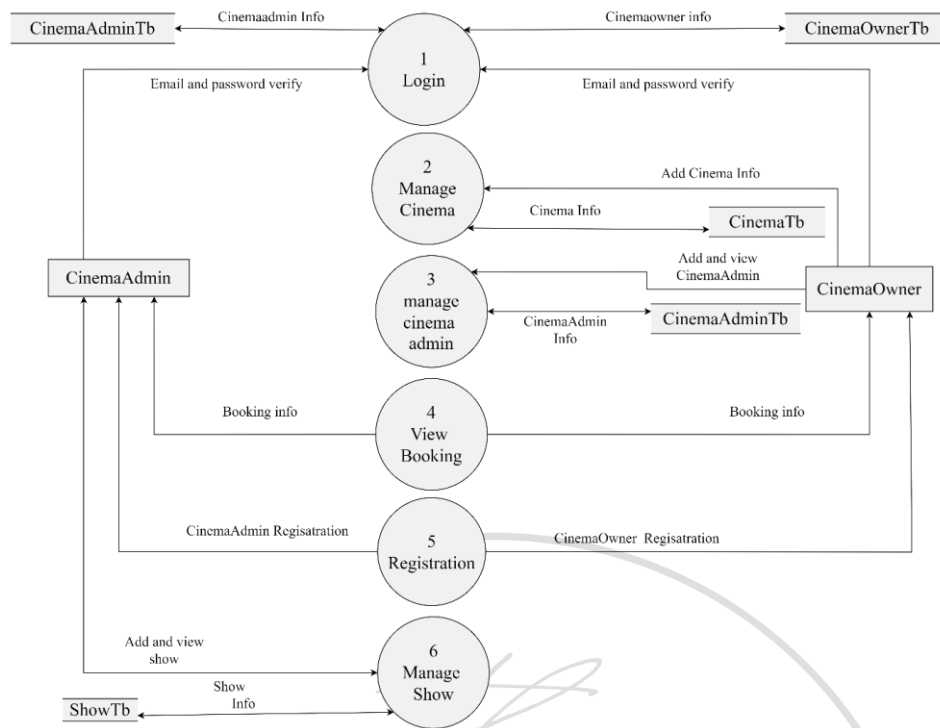 CinemaAdminTb
Cinemaadmin Info
Cinemaowner info
CinemaOwnerTb
1
Login
Email and password verify
Email and password verify
2
Manage
Cinema
Add Cinema Info
Cinema Info
CinemaTb
Add and view
CinemaAdmin
CinemaAdmin
3
manage
cinema
admin
CinemaOwner
CinemaAdmin
Info
CinemaAdminTb
Booking info
4
View
Booking
Booking info
CinemaAdmin Regisatration
5
Registration
CinemaOwner Regisatration
Add and view
show
6
Manage
Show
Show
Info
ShowTb